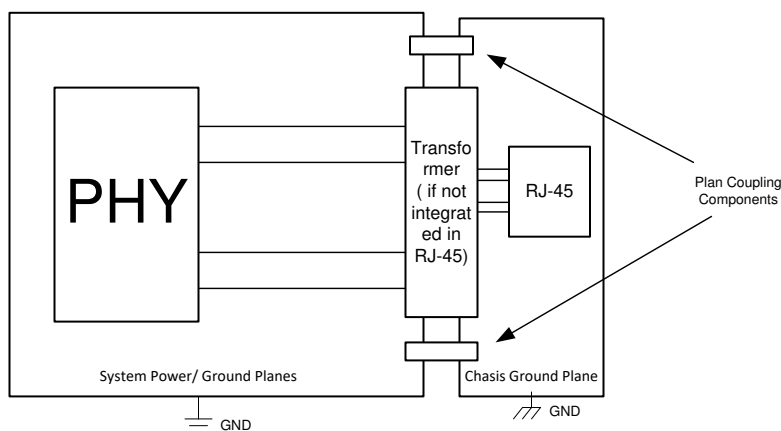 PHY
Transfo
rmer
( if not
integrat
ed in
RJ-45)
RJ-45
Plan Coupling
Components
System Power/ Ground Planes
Chasis Ground Plane
GND
GND